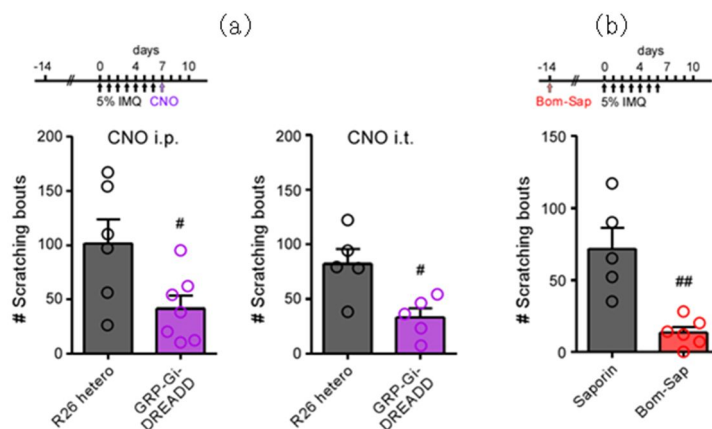 (a)
days
-14 0 2 4 7 10
5% IMQ CNO
CNO i.p.
# Scratching bouts
200
150
100
50
0
#
R26 hetero
GRP-Gi-
DREADD
CNO i.t.
# Scratching bouts
200
150
100
50
0
#
R26 hetero
GRP-Gi-
DREADD
(b)
days
-14 0 2 4 7 10
Bom-Sap 5% IMQ
# Scratching bouts
150
100
50
0
##
Saporin
Bom-Sap